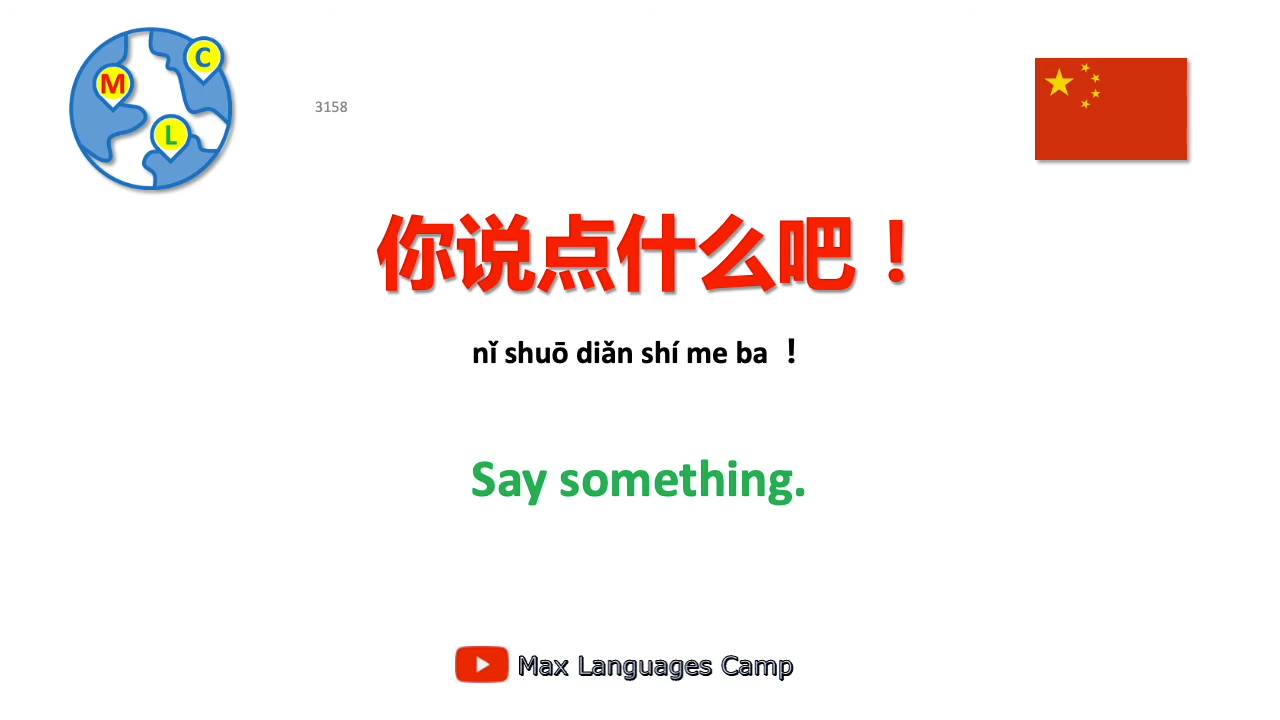 M
C
L
3158
你说点什么吧！
nǐ shuō diǎn shí me ba ！
Say something.
Max Languages Camp